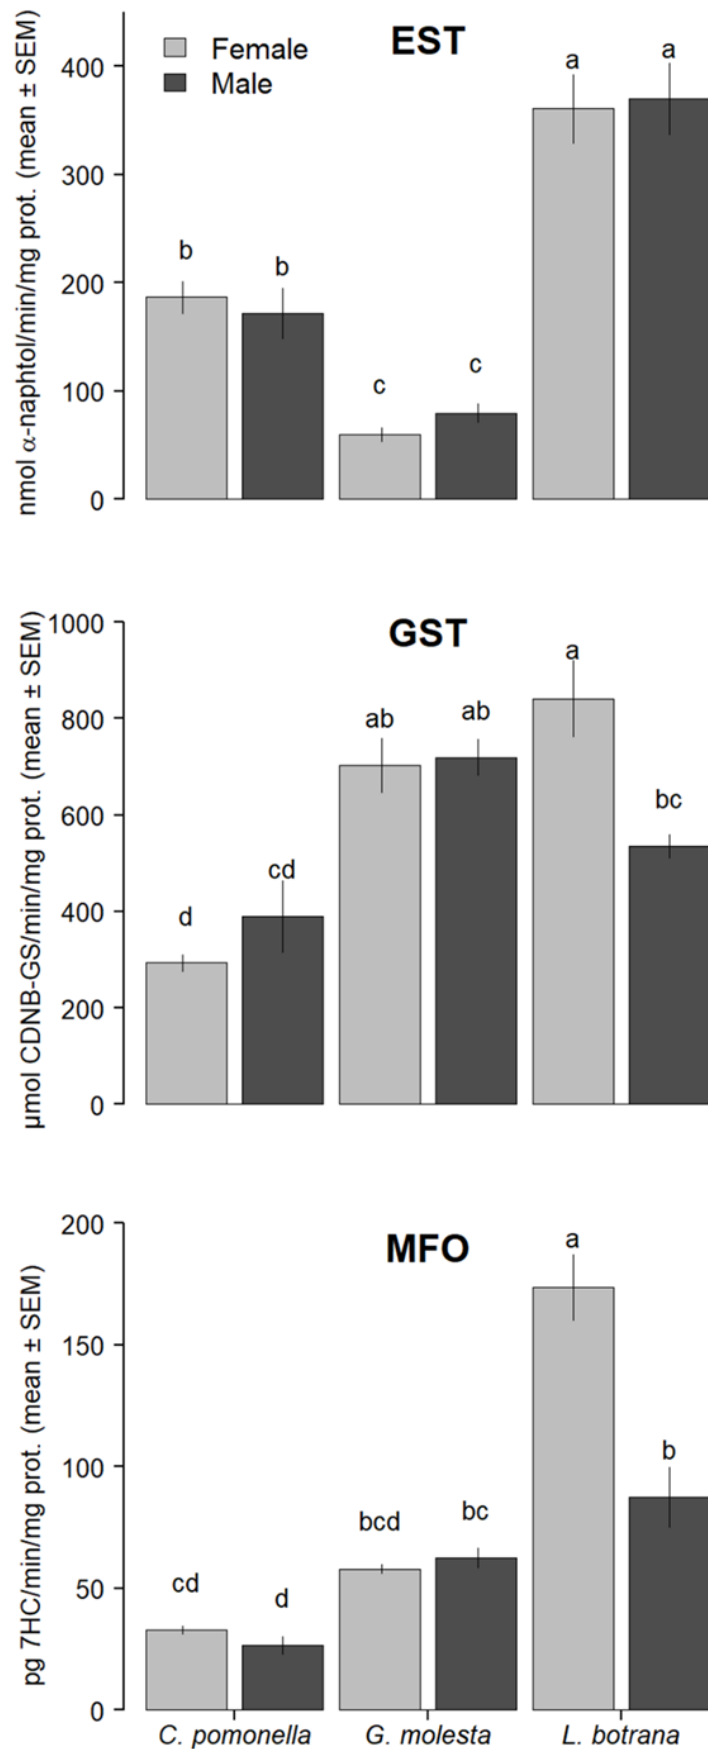 EST
Female
Male
nmol α-naphtol/min/mg prot. (mean ± SEM)
400
300
200
100
0
b
b
c
c
a
a
GST
µmol CDNB-GS/min/mg prot. (mean ± SEM)
1000
800
600
400
200
0
d
cd
ab
ab
a
bc
MFO
pg 7HC/min/mg prot. (mean ± SEM)
200
150
100
50
0
cd
d
bcd
bc
a
b
C. pomonella
G. molesta
L. botrana